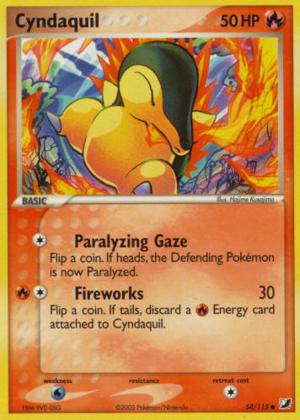 Cyndaquil 50 HP
BASIC Illus. Hajime Kusajima
Paralyzing Gaze
Flip a coin. If heads, the Defending Pokémon
is now Paralyzed.
Fireworks 30
Flip a coin. If tails, discard a Energy card
attached to Cyndaquil.
weakness resistance retreat cost
©2005 Pokémon/Nintendo 54/115